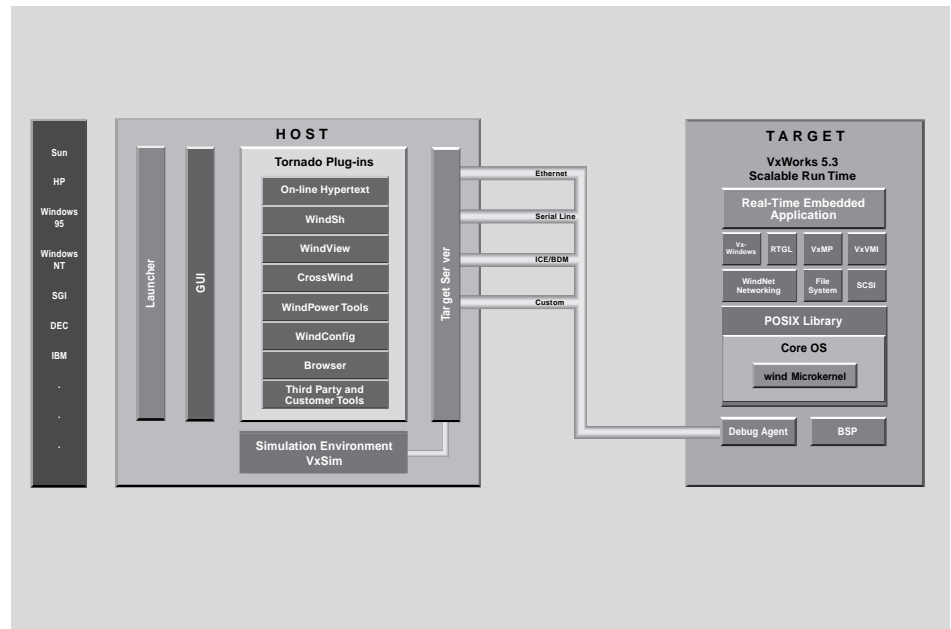 Sun
HP
Windows
95
Windows
NT
SGI
DEC
IBM
.
.
.
HOST
Launcher
GUI
Tornado Plug-ins
On-line Hypertext
WindSh
WindView
CrossWind
WindPower Tools
WindConfig
Browser
Third Party and
Customer Tools
Target Server
Simulation Environment
VxSim
Ethernet
Serial Line
ICE/BDM
Custom
TARGET
VxWorks 5.3
Scalable Run Time
Real-Time Embedded
Application
Vx-
Windows
RTGL
VxMP
VxVMI
WindNet
Networking
File
System
SCSI
POSIX Library
Core OS
wind Microkernel
Debug Agent
BSP